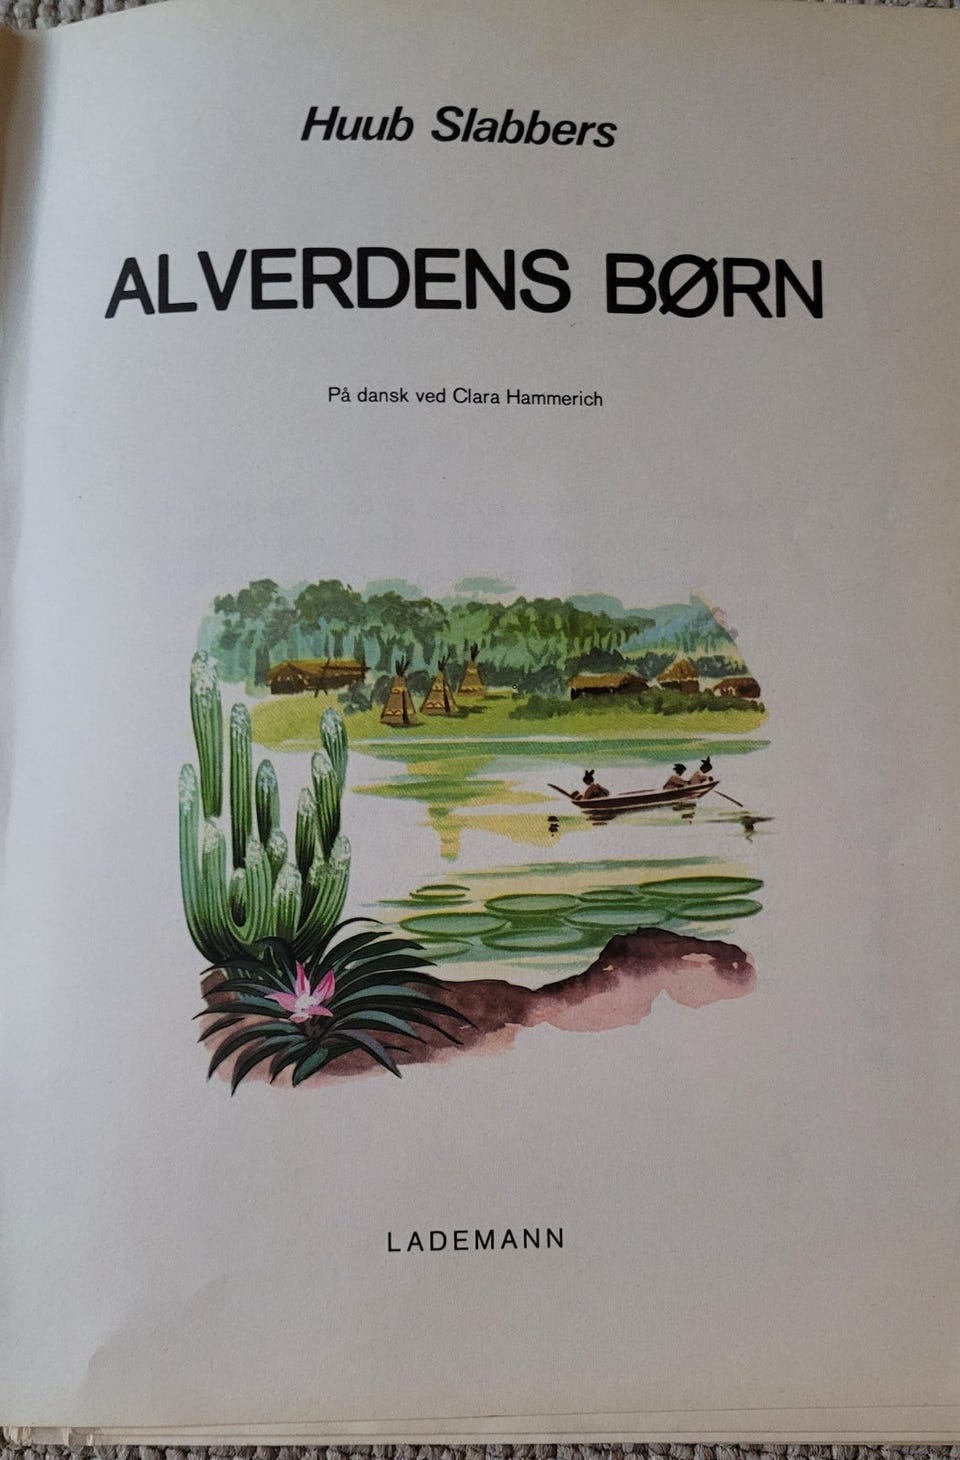 Huub Slabbers
ALVERDENS BØRN
På dansk ved Clara Hammerich
LADEMANN